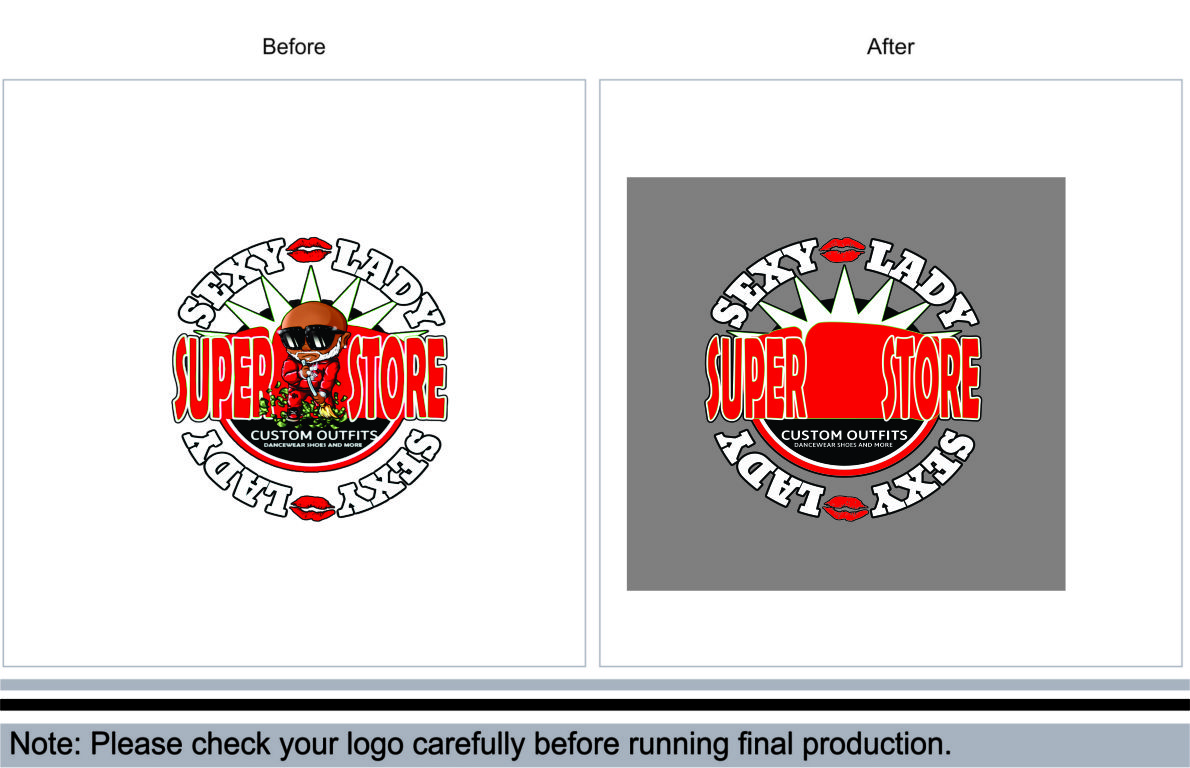 Before
After
SEXY LADY
SUPER STORE
CUSTOM OUTFITS
DANCEWEAR SHOES AND MORE
LADY SEXY
SEXY LADY
SUPER STORE
CUSTOM OUTFITS
DANCEWEAR SHOES AND MORE
LADY SEXY
Note: Please check your logo carefully before running final production.